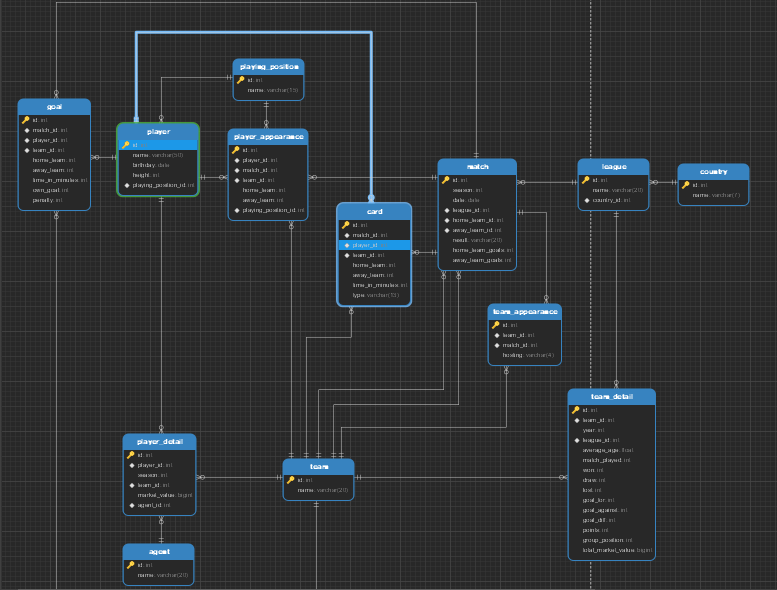 goal
id: int
match_id: int
player_id: int
team_id: int
home_team: int
away_team: int
time_in_minutes: int
own_goal: int
penalty: int
player
id: int
name: varchar(50)
birthday: date
height: int
playing_position_id: int
playing_position
id: int
name: varchar(15)
player_appearance
id: int
player_id: int
match_id: int
team_id: int
home_team: int
away_team: int
playing_position_id: int
card
id: int
match_id: int
player_id: int
team_id: int
home_team: int
away_team: int
time_in_minutes: int
type: varchar(12)
match
id: int
season: int
date: date
league_id: int
home_team_id: int
away_team_id: int
result: varchar(20)
home_team_goals: int
away_team_goals: int
league
id: int
name: varchar(20)
country_id: int
country
id: int
name: varchar(7)
team_appearance
id: int
team_id: int
match_id: int
hosting: varchar(4)
team_detail
id: int
team_id: int
year: int
league_id: int
average_age: float
match_played: int
won: int
draw: int
lost: int
goal_for: int
goal_against: int
goal_diff: int
points: int
group_position: int
total_market_value: bigint
player_detail
id: int
player_id: int
season: int
team_id: int
market_value: bigint
agent_id: int
team
id: int
name: varchar(20)
agent
id: int
name: varchar(20)